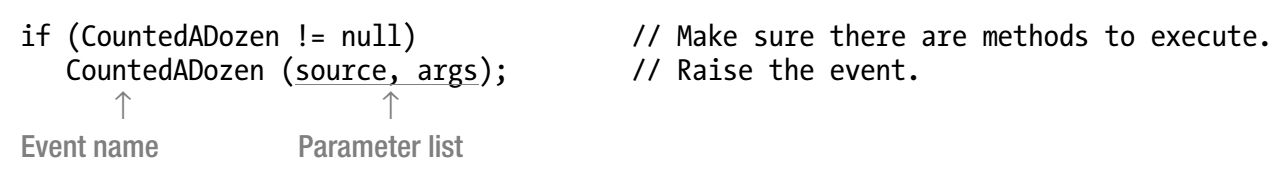 if (CountedADozen != null) // Make sure there are methods to execute.
CountedADozen (source, args); // Raise the event.
↑ ↑
Event name Parameter list